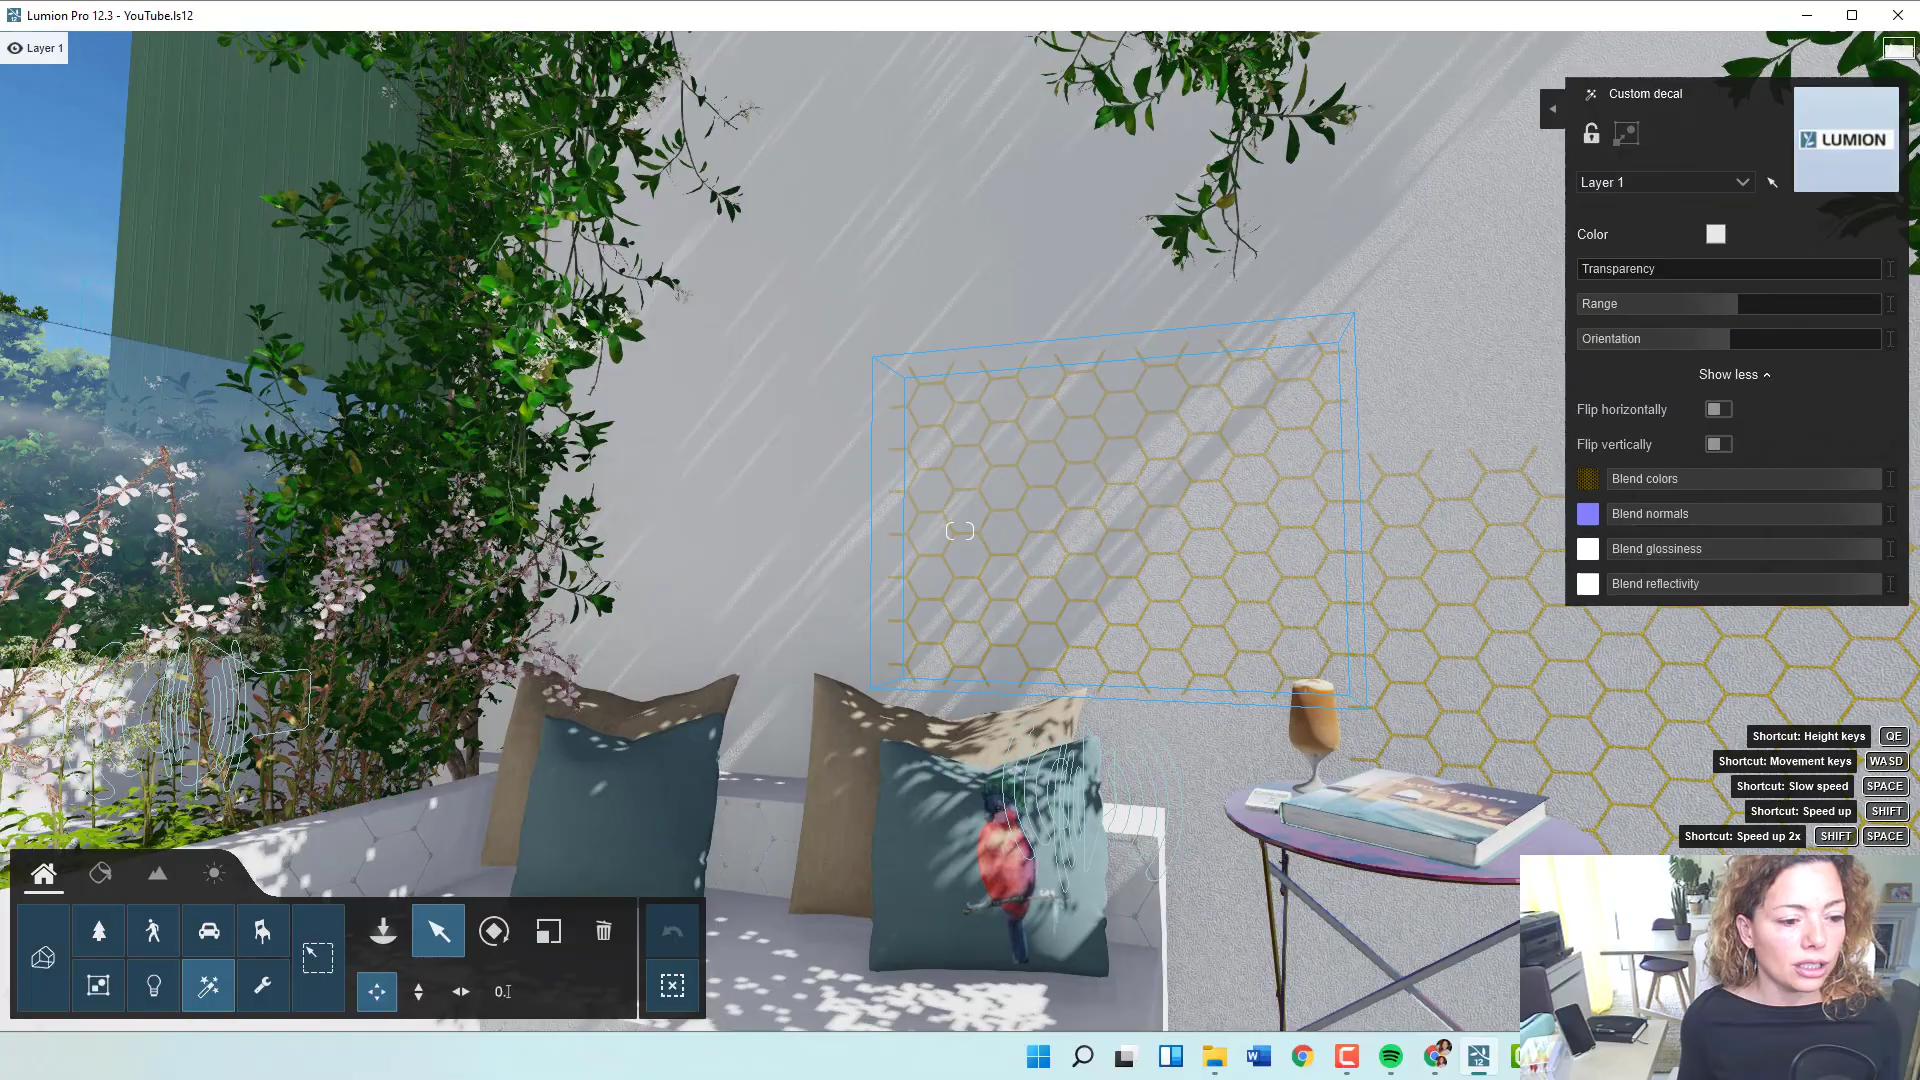 Lumion Pro 12.3 - YouTube.ls12
Layer 1
Custom decal
LUMION
Layer 1
Color
Transparency
Range
Orientation
Show less
Flip horizontally
Flip vertically
Blend colors
Blend normals
Blend glossiness
Blend reflectivity
Shortcut: Height keys QE
Shortcut: Movement keys WASD
Shortcut: Slow speed SPACE
Shortcut: Speed up SHIFT
Shortcut: Speed up 2x SHIFT SPACE
0.
W
12